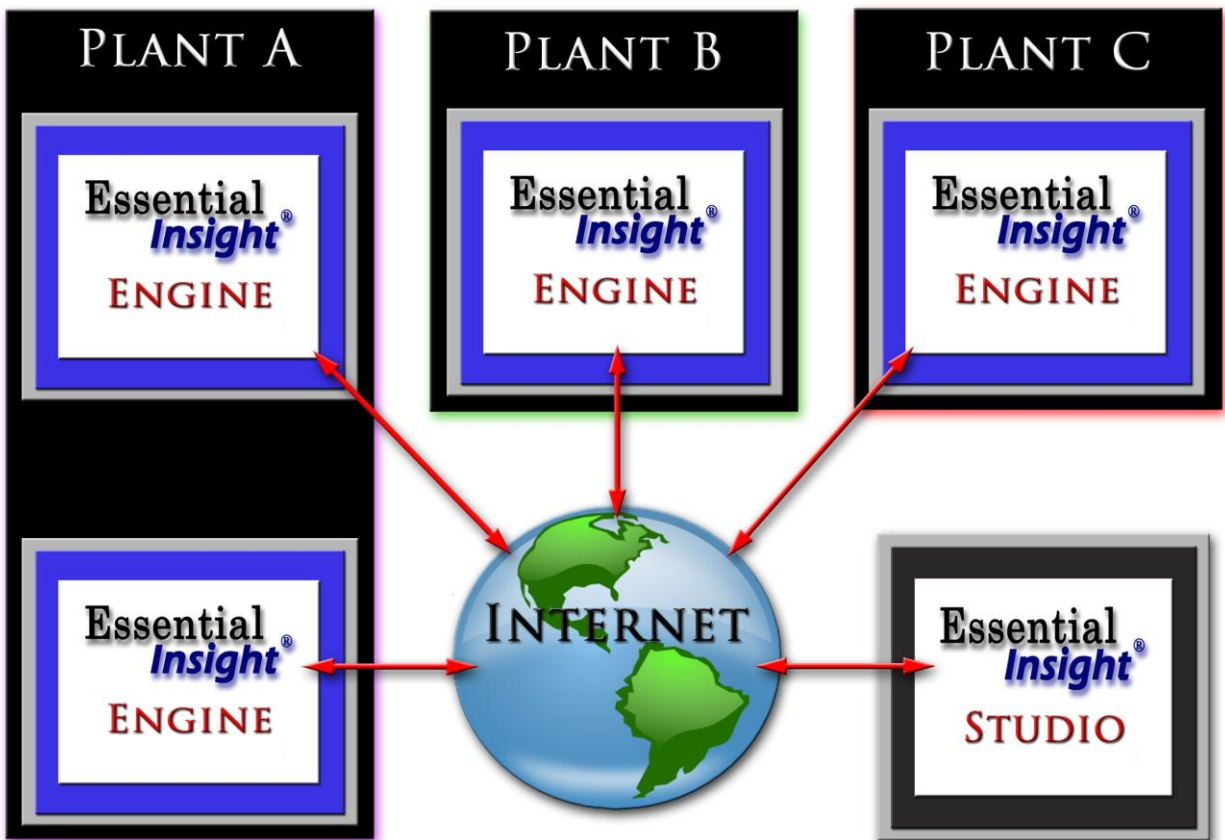 PLANT A
Essential
Insight®
ENGINE
Essential
Insight®
ENGINE
PLANT B
Essential
Insight®
ENGINE
PLANT C
Essential
Insight®
ENGINE
INTERNET
Essential
Insight®
STUDIO